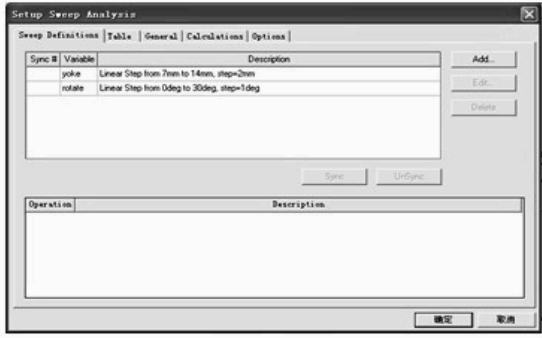 Setup Sweep Analysis
Sweep Definitions Table General Calculations Options
Sync # Variable Description Add...
yoke Linear Step from 7mm to 14mm, step=2mm
rotate Linear Step from 0deg to 30deg, step=1deg
Edit...
Delete
Sync UnSync
Operation Description
确定 取消